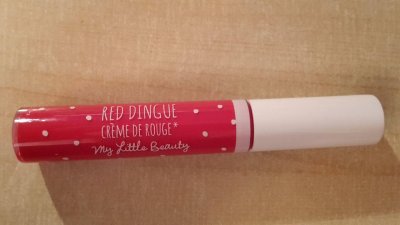 RED DINGUE
CRÈME DE ROUGE*
My Little Beauty